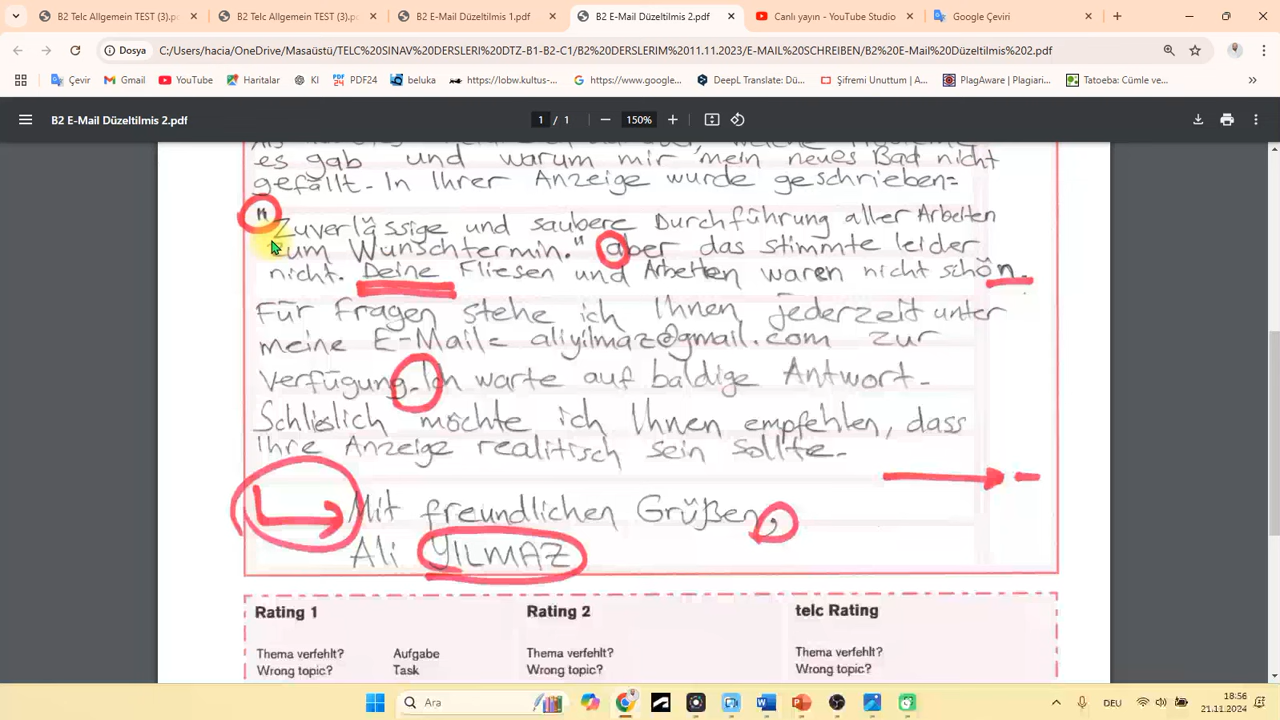 B2 Telc Allgemein TEST (3).pdf
B2 Telc Allgemein TEST (3).pdf
B2 E-Mail Düzeltilmis 1.pdf
B2 E-Mail Düzeltilmis 2.pdf
Canlı yayın - YouTube Studio
Google Çeviri
Dosya
C:/Users/hacia/OneDrive/Masaüstü/TELC%20SINAV%20DERSLERI%20DTZ-B1-B2-C1/B2%20DERSLERIM%2011.11.2023/E-MAIL%20SCHREIBEN/B2%20E-Mail%20Düzeltilmis%202.pdf
Çevir
Gmail
YouTube
Haritalar
KI
PDF24
beluka
https://lobw.kultus-...
https://www.google...
DeepL Translate: Dü...
Şifremi Unuttum | A...
PlagAware | Plagiari...
Tatoeba: Cümle ve...
B2 E-Mail Düzeltilmis 2.pdf
1 / 1
150%
es gab und warum mir mein neues Bad nicht
gefällt. In Ihrer Anzeige wurde geschrieben:
"Zuverlässige und saubere Durchführung aller Arbeiten
zum Wunschtermin." aber das stimmte leider
nicht. Deine Fliesen und Arbeiten waren nicht schön.
Für Fragen stehe ich Ihnen jederzeit unter
meine E-Mail: aliyilmaz@gmail.com zur
Verfügung. Ich warte auf baldige Antwort.
Schlieslich möchte ich Ihnen empfehlen, dass
Ihre Anzeige realitisch sein sollte.
Mit freundlichen Grüßen,
Ali YILMAZ
Rating 1
Rating 2
telc Rating
Thema verfehlt?
Aufgabe
Thema verfehlt?
Thema verfehlt?
Wrong topic?
Task
Wrong topic?
Wrong topic?
Ara
DEU
18:56
21.11.2024